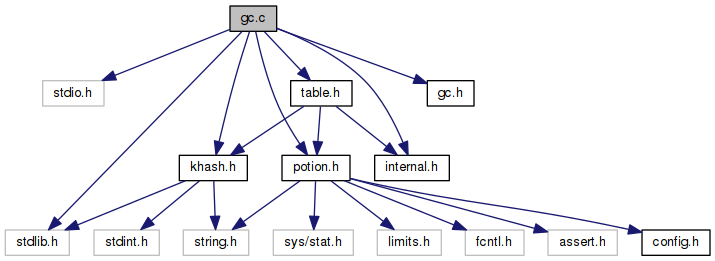 gc.c
stdio.h
table.h
gc.h
khash.h
potion.h
internal.h
stdlib.h
stdint.h
string.h
sys/stat.h
limits.h
fcntl.h
assert.h
config.h